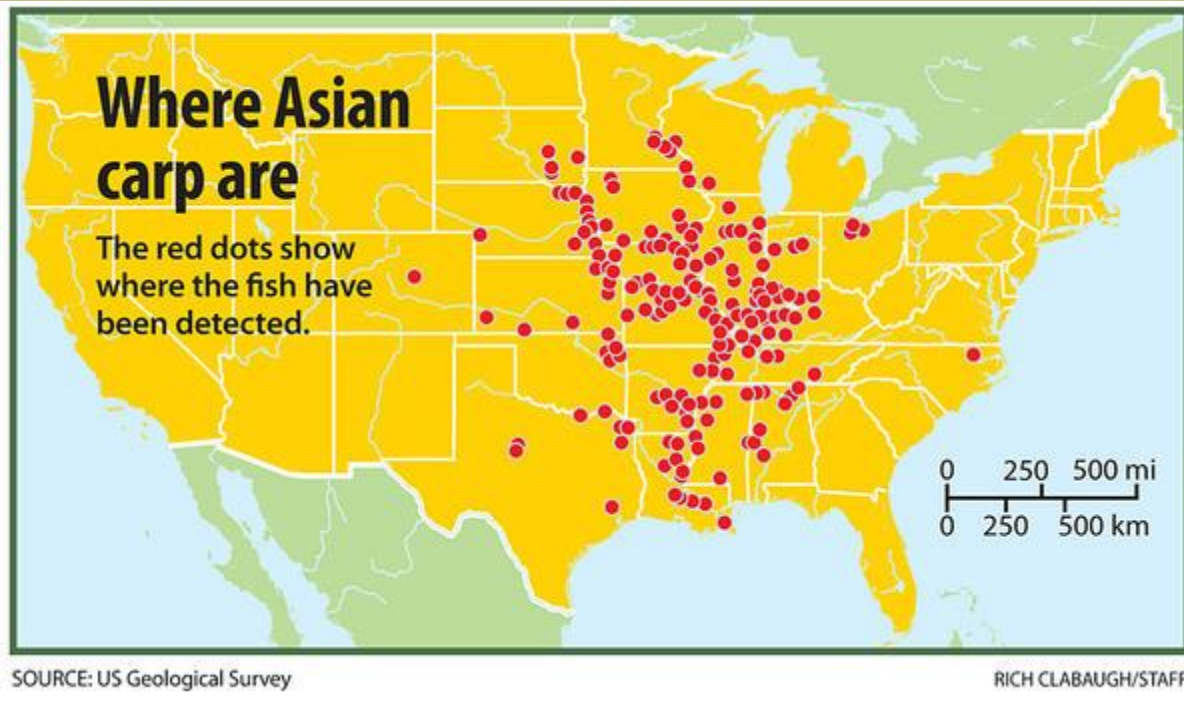 Where Asian
carp are
The red dots show
where the fish have
been detected.
0 250 500 mi
0 250 500 km
SOURCE: US Geological Survey
RICH CLABAUGH/STAFF